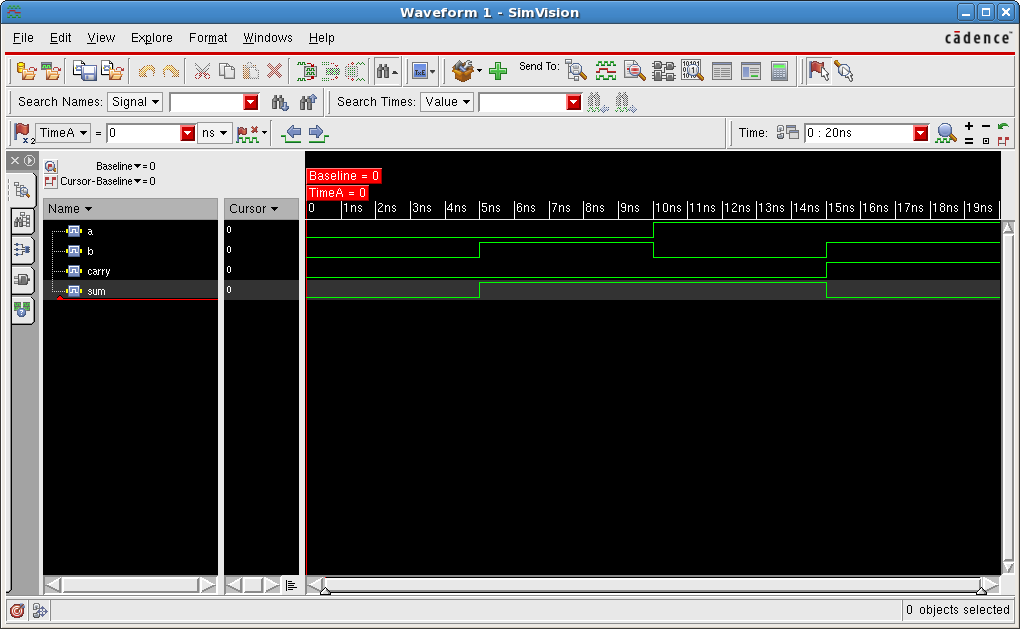 Waveform 1 - SimVision
File Edit View Explore Format Windows Help
cādence
Send To:
Search Names: Signal Search Times: Value
x2 TimeA = 0 ns Time: 0 : 20ns
Baseline = 0
Cursor-Baseline = 0
Baseline = 0
TimeA = 0
Name Cursor 0 1ns 2ns 3ns 4ns 5ns 6ns 7ns 8ns 9ns 10ns 11ns 12ns 13ns 14ns 15ns 16ns 17ns 18ns 19ns
a 0
b 0
carry 0
sum 0
0 objects selected